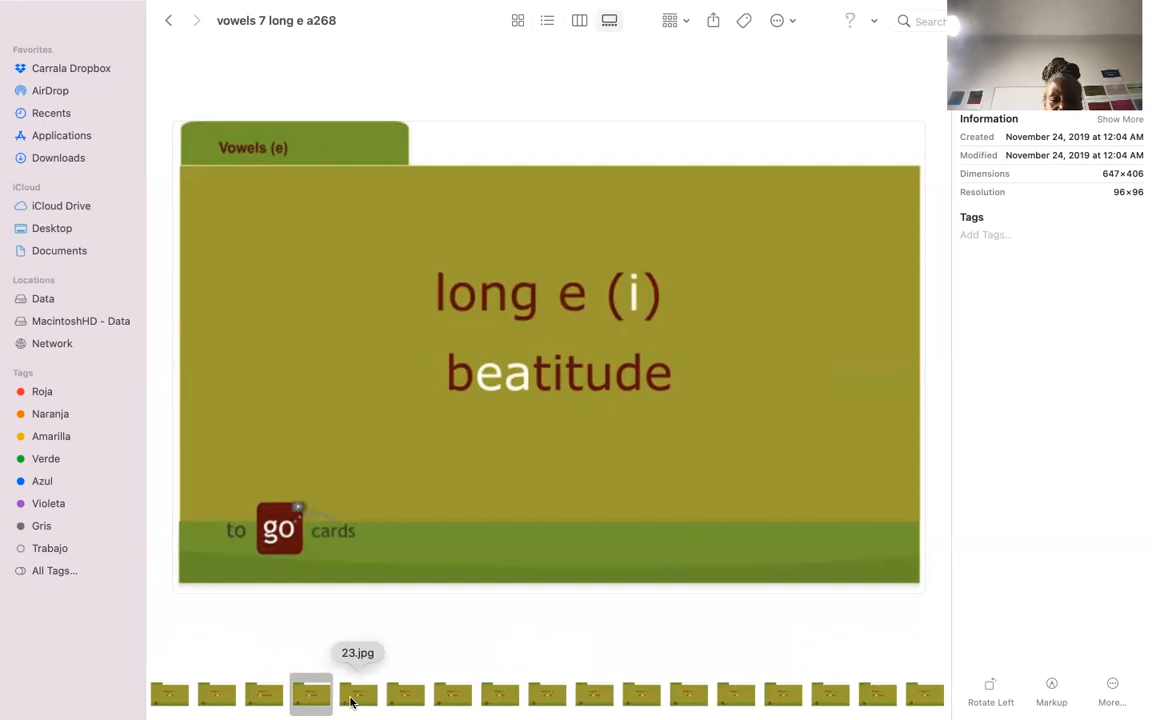 vowels 7 long e a268
Search
Favorites
Carrala Dropbox
AirDrop
Recents
Applications
Downloads
iCloud
iCloud Drive
Desktop
Documents
Locations
Data
MacintoshHD - Data
Network
Tags
Roja
Naranja
Amarilla
Verde
Azul
Violeta
Gris
Trabajo
All Tags...
Vowels (e)
long e (i)
beatitude
to go cards
23.jpg
Information Show More
Created November 24, 2019 at 12:04 AM
Modified November 24, 2019 at 12:04 AM
Dimensions 647×406
Resolution 96×96
Tags
Add Tags...
Rotate Left Markup More...